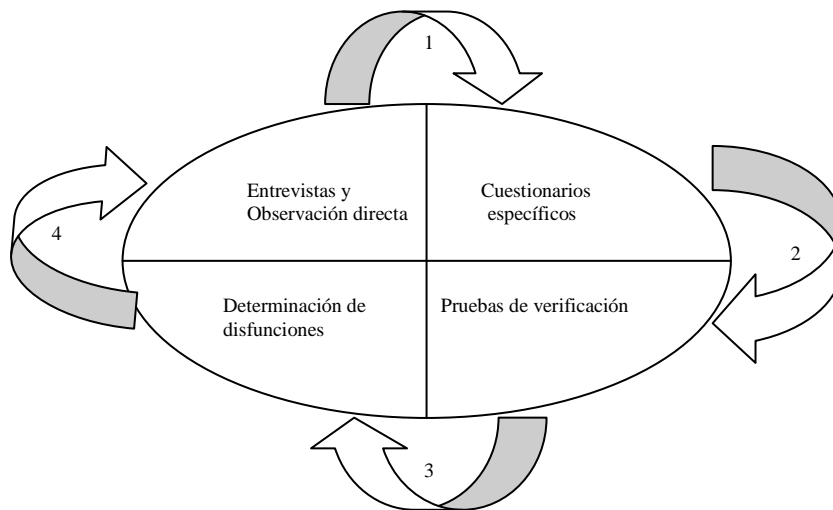 1
Entrevistas y
Observación directa
Cuestionarios
específicos
2
4
Determinación de
disfunciones
Pruebas de verificación
3